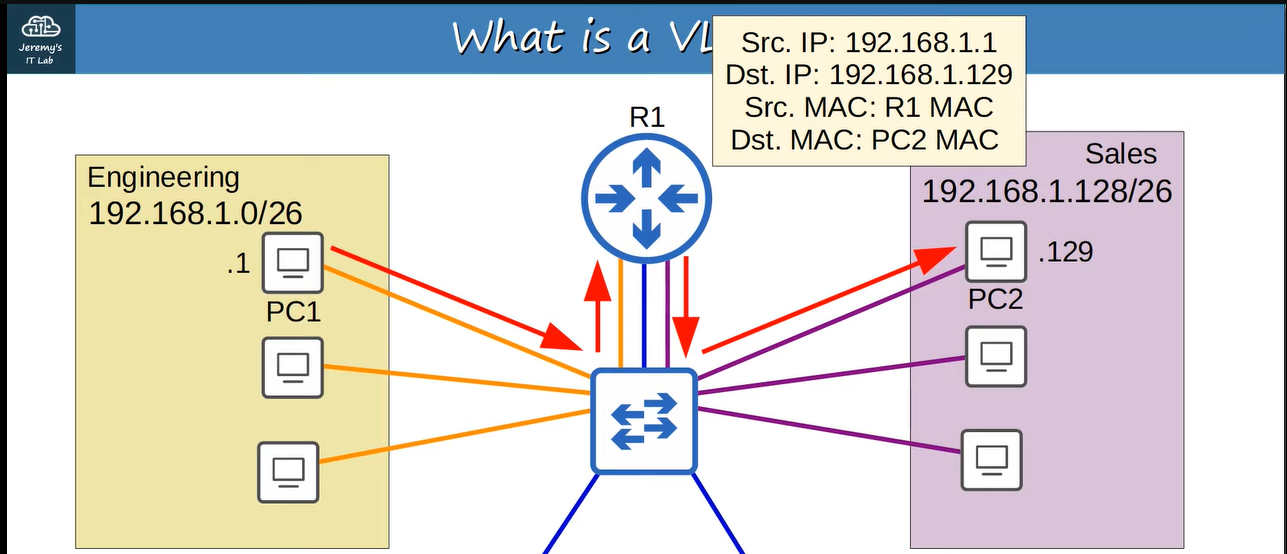 Jeremy's
IT Lab
What is a VL
Src. IP: 192.168.1.1
Dst. IP: 192.168.1.129
Src. MAC: R1 MAC
Dst. MAC: PC2 MAC
R1
Engineering
192.168.1.0/26
.1
PC1
Sales
192.168.1.128/26
.129
PC2